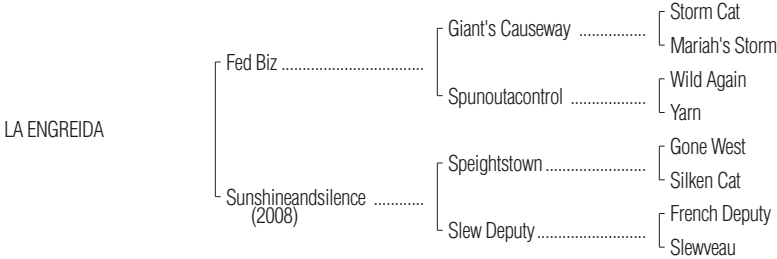 Storm Cat
Giant's Causeway ................
Mariah's Storm
Fed Biz ..................................
Wild Again
Spunoutacontrol ..................
Yarn
LA ENGREIDA
Gone West
Speightstown ........................
Silken Cat
Sunshineandsilence ............
(2008)
French Deputy
Slew Deputy ..........................
Slewveau